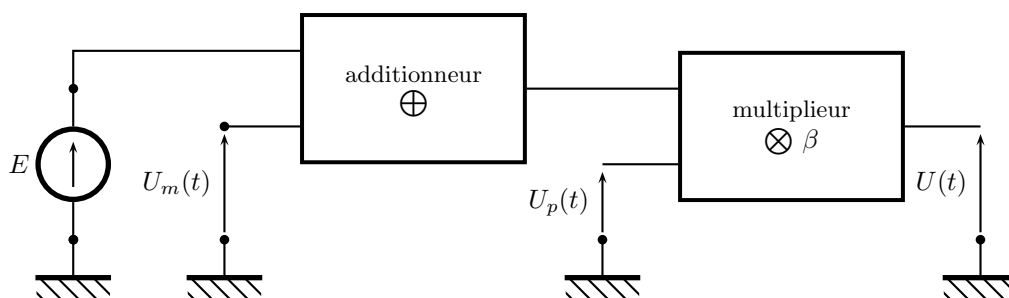 additionneur
⊕
multiplieur
⊗ β
E
U_m(t)
U_p(t)
U(t)